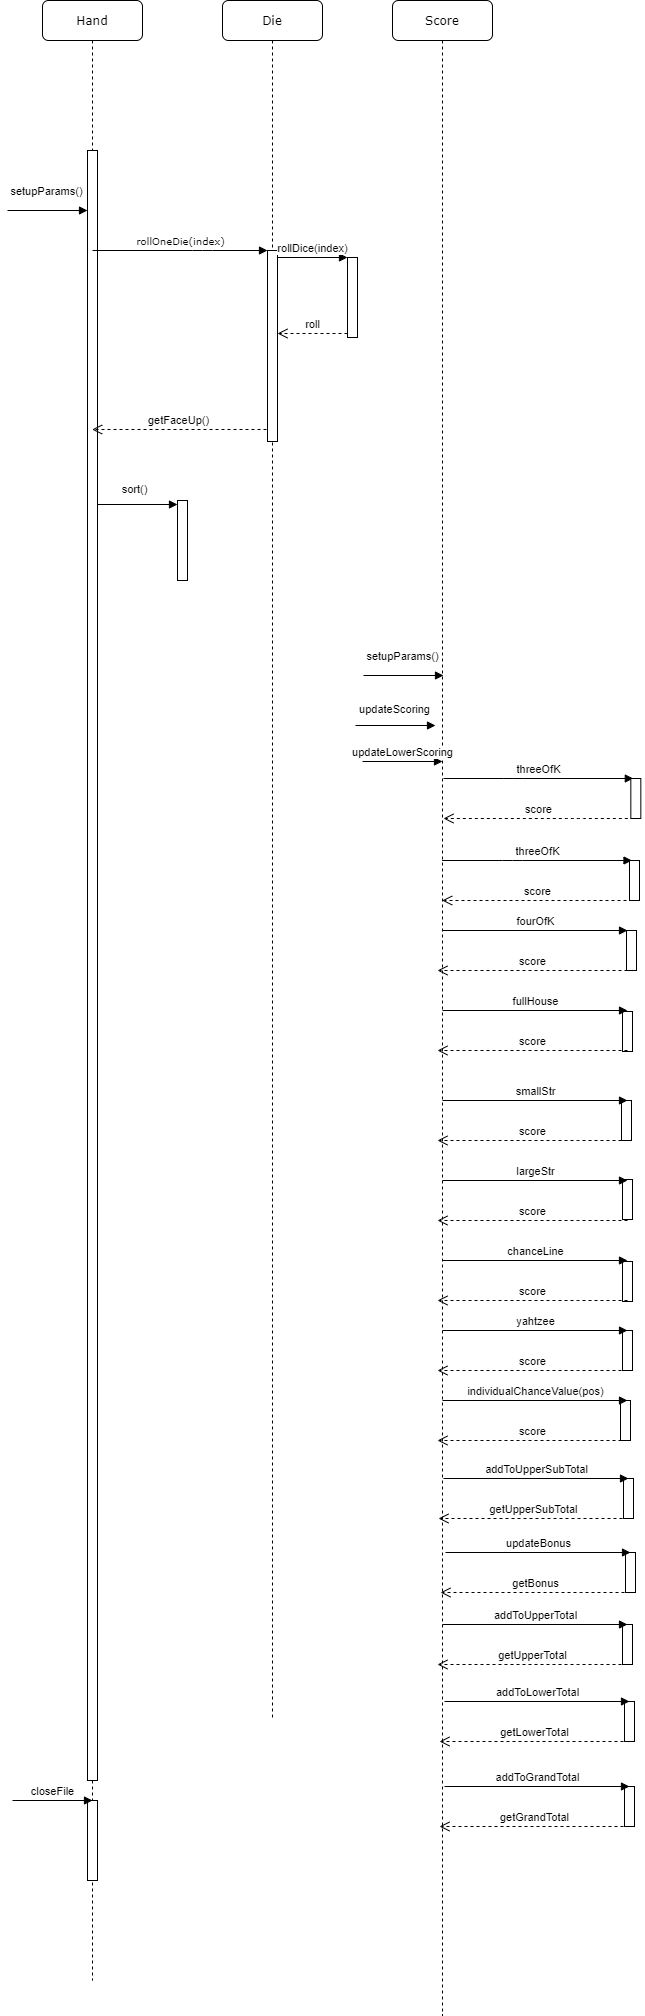 Hand
Die
Score
setupParams()
rollOneDie(index)
rollDice(index)
roll
getFaceUp()
sort()
setupParams()
updateScoring
updateLowerScoring
threeOfK
score
threeOfK
score
fourOfK
score
fullHouse
score
smallStr
score
largeStr
score
chanceLine
score
yahtzee
score
individualChanceValue(pos)
score
addToUpperSubTotal
getUpperSubTotal
updateBonus
getBonus
addToUpperTotal
getUpperTotal
addToLowerTotal
getLowerTotal
addToGrandTotal
closeFile
getGrandTotal